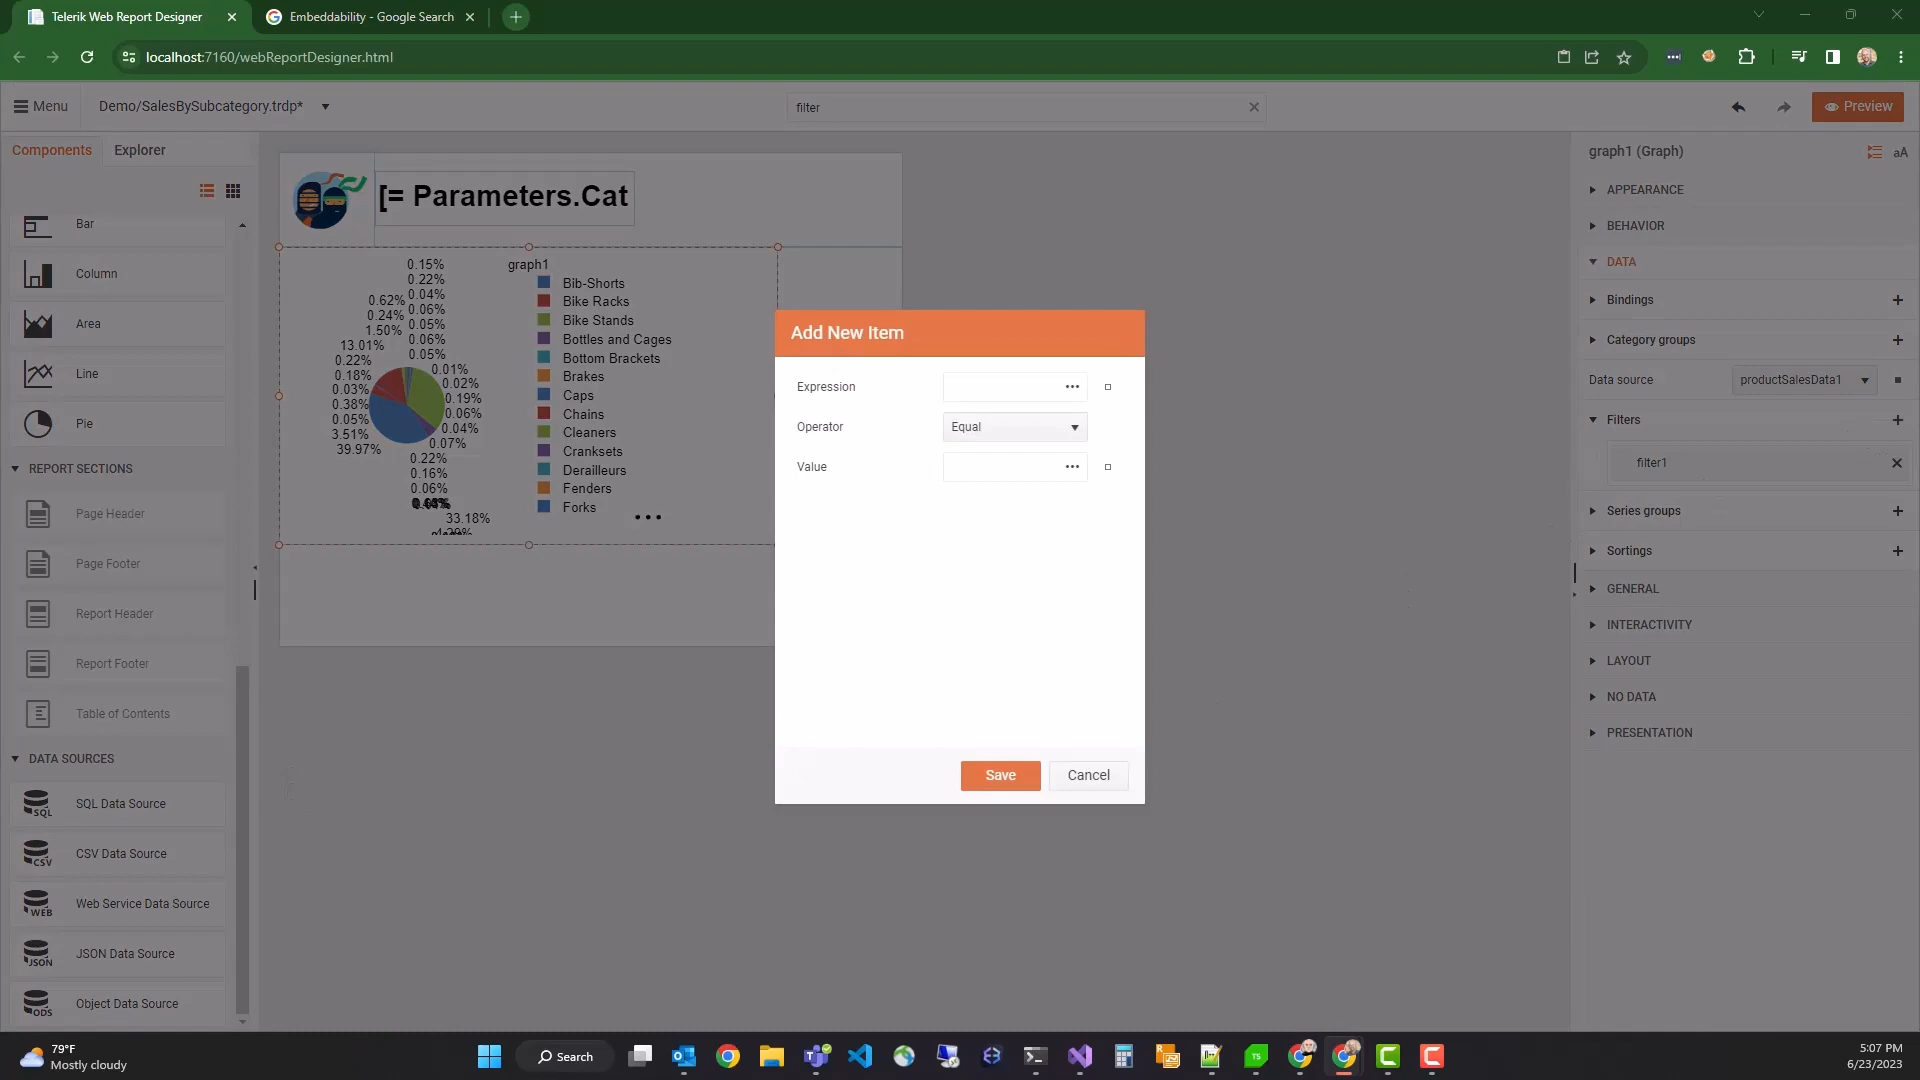 Telerik Web Report Designer
Embeddability - Google Search
localhost:7160/webReportDesigner.html
Menu
Demo/SalesBySubcategory.trdp*
filter
Preview
Components
Explorer
Bar
Column
Area
Line
Pie
REPORT SECTIONS
Page Header
Page Footer
Report Header
Report Footer
Table of Contents
DATA SOURCES
SQL
SQL Data Source
CSV
CSV Data Source
WEB
Web Service Data Source
JSON
JSON Data Source
ODS
Object Data Source
[= Parameters.Cat
graph1
0.15%
0.22%
0.04%
0.62%
0.06%
0.24%
0.05%
1.50%
0.06%
13.01%
0.05%
0.22%
0.01%
0.18%
0.02%
0.03%
0.19%
0.38%
0.06%
0.05%
0.04%
3.51%
0.07%
39.97%
0.22%
0.16%
0.06%
33.18%
Bib-Shorts
Bike Racks
Bike Stands
Bottles and Cages
Bottom Brackets
Brakes
Caps
Chains
Cleaners
Cranksets
Derailleurs
Fenders
Forks
Add New Item
Expression
Operator
Equal
Value
Save
Cancel
graph1 (Graph)
aA
APPEARANCE
BEHAVIOR
DATA
Bindings
Category groups
Data source
productSalesData1
Filters
filter1
Series groups
Sortings
GENERAL
INTERACTIVITY
LAYOUT
NO DATA
PRESENTATION
79°F
Mostly cloudy
Search
5:07 PM
6/23/2023